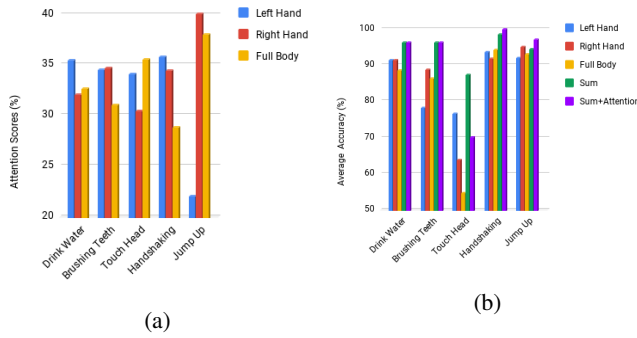 40
35
30
25
20
Attention Scores (%)
Drink Water
Brushing Teeth
Touch Head
Handshaking
Jump Up
Left Hand
Right Hand
Full Body
(a)
100
90
80
70
60
50
Average Accuracy (%)
Drink Water
Brushing Teeth
Touch Head
Handshaking
Jump Up
Left Hand
Right Hand
Full Body
Sum
Sum+Attention
(b)